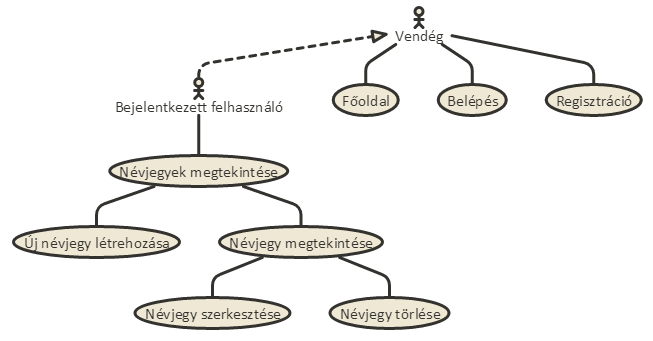 Vendég
Bejelentkezett felhasználó
Főoldal
Belépés
Regisztráció
Névjegyek megtekintése
Új névjegy létrehozása
Névjegy megtekintése
Névjegy szerkesztése
Névjegy törlése